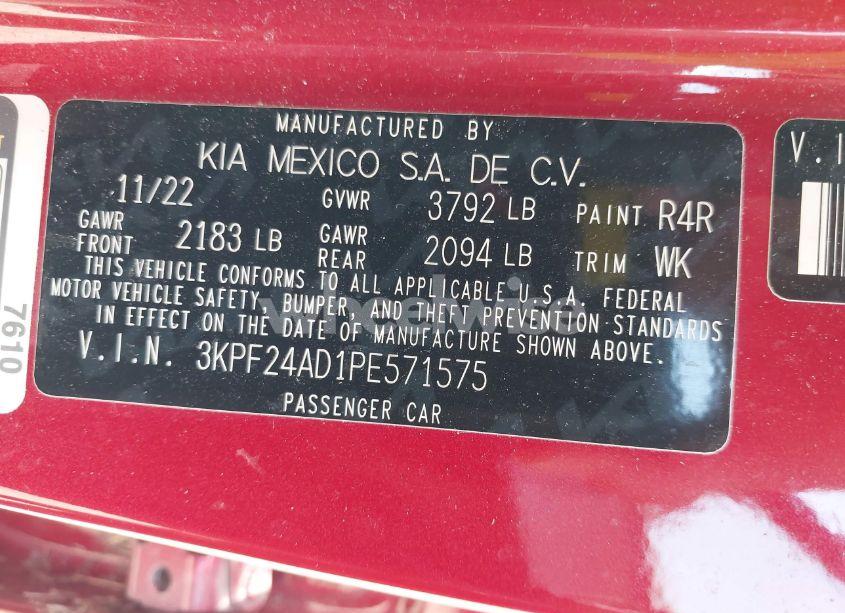 MANUFACTURED BY
KIA MEXICO S.A. DE C.V.
11/22 GVWR 3792 LB PAINT R4R
GAWR FRONT 2183 LB GAWR REAR 2094 LB TRIM WK
THIS VEHICLE CONFORMS TO ALL APPLICABLE U.S.A. FEDERAL
MOTOR VEHICLE SAFETY, BUMPER, AND THEFT PREVENTION STANDARDS
IN EFFECT ON THE DATE OF MANUFACTURE SHOWN ABOVE.
V.I.N. 3KPF24AD1PE571575
PASSENGER CAR
7610
V.I
wheelwise